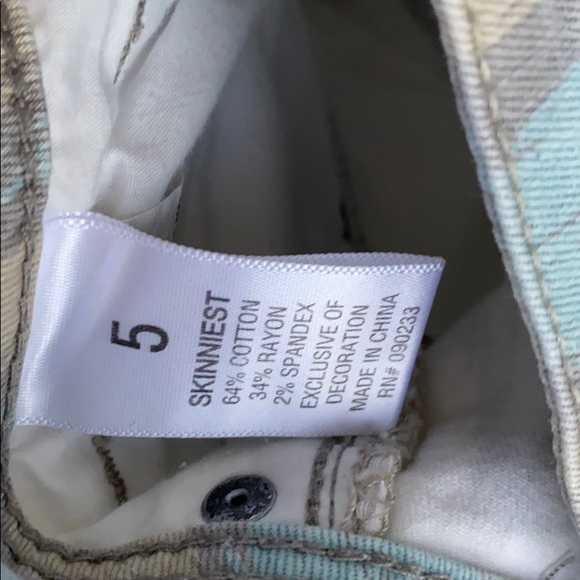 5
SKINNIEST
64% COTTON
34% RAYON
2% SPANDEX
EXCLUSIVE OF
DECORATION
MADE IN CHINA
RN# 090233